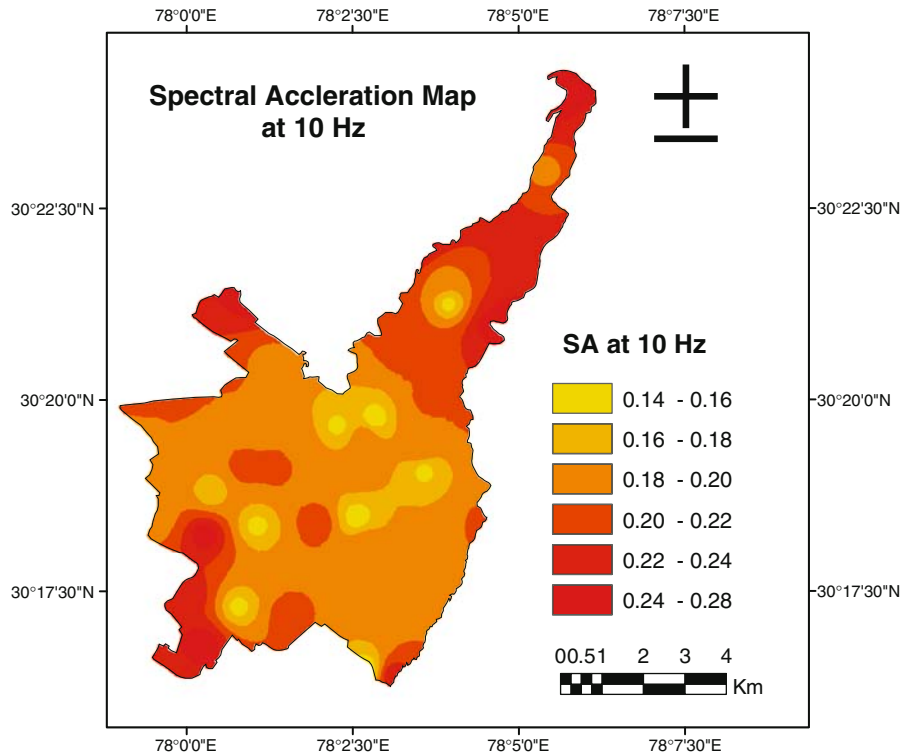 78°0'0"E 78°2'30"E 78°5'0"E 78°7'30"E
Spectral Accleration Map
at 10 Hz
30°22'30"N 30°22'30"N
SA at 10 Hz
0.14 - 0.16
30°20'0"N 30°20'0"N
0.16 - 0.18
0.18 - 0.20
0.20 - 0.22
0.22 - 0.24
30°17'30"N 30°17'30"N
0.24 - 0.28
00.51 2 3 4
Km
78°0'0"E 78°2'30"E 78°5'0"E 78°7'30"E